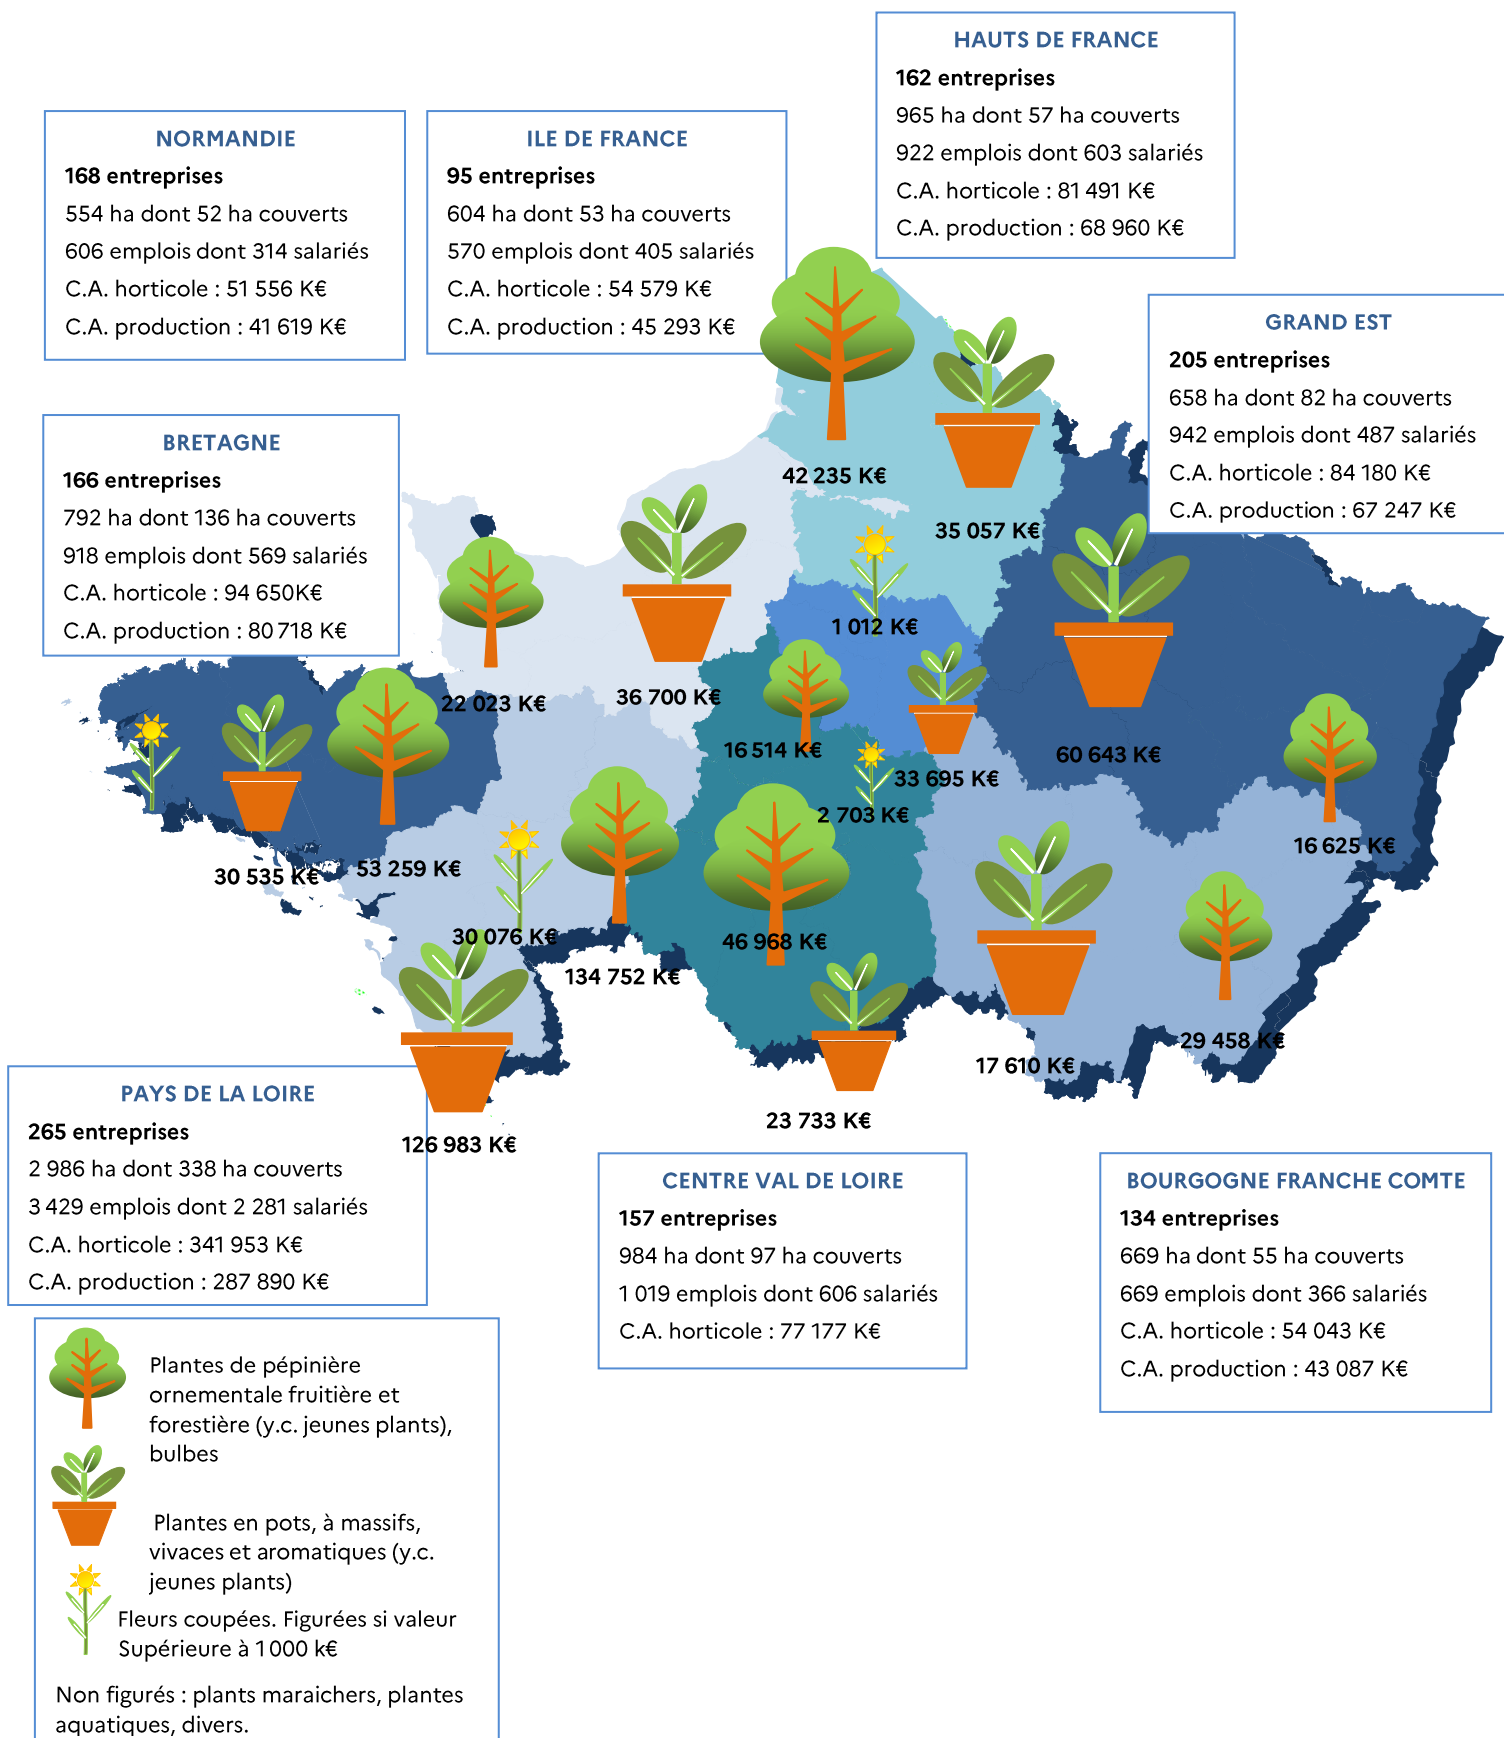 HAUTS DE FRANCE
162 entreprises
965 ha dont 57 ha couverts
922 emplois dont 603 salariés
C.A. horticole : 81 491 K€
C.A. production : 68 960 K€
NORMANDIE
168 entreprises
554 ha dont 52 ha couverts
606 emplois dont 314 salariés
C.A. horticole : 51 556 K€
C.A. production : 41 619 K€
ILE DE FRANCE
95 entreprises
604 ha dont 53 ha couverts
570 emplois dont 405 salariés
C.A. horticole : 54 579 K€
C.A. production : 45 293 K€
GRAND EST
205 entreprises
658 ha dont 82 ha couverts
942 emplois dont 487 salariés
C.A. horticole : 84 180 K€
C.A. production : 67 247 K€
BRETAGNE
166 entreprises
792 ha dont 136 ha couverts
918 emplois dont 569 salariés
C.A. horticole : 94 650K€
C.A. production : 80 718 K€
42 235 K€
35 057 K€
1 012 K€
22 023 K€
36 700 K€
16 514 K€
33 695 K€
60 643 K€
2 703 K€
16 625 K€
30 535 K€
53 259 K€
30 076 K€
46 968 K€
134 752 K€
29 458 K€
17 610 K€
23 733 K€
126 983 K€
PAYS DE LA LOIRE
265 entreprises
2 986 ha dont 338 ha couverts
3 429 emplois dont 2 281 salariés
C.A. horticole : 341 953 K€
C.A. production : 287 890 K€
CENTRE VAL DE LOIRE
157 entreprises
984 ha dont 97 ha couverts
1 019 emplois dont 606 salariés
C.A. horticole : 77 177 K€
BOURGOGNE FRANCHE COMTE
134 entreprises
669 ha dont 55 ha couverts
669 emplois dont 366 salariés
C.A. horticole : 54 043 K€
C.A. production : 43 087 K€
Plantes de pépinière
ornementale fruitière et
forestière (y.c. jeunes plants),
bulbes
Plantes en pots, à massifs,
vivaces et aromatiques (y.c.
jeunes plants)
Fleurs coupées. Figurées si valeur
Supérieure à 1 000 k€
Non figurés : plants maraichers, plantes
aquatiques, divers.